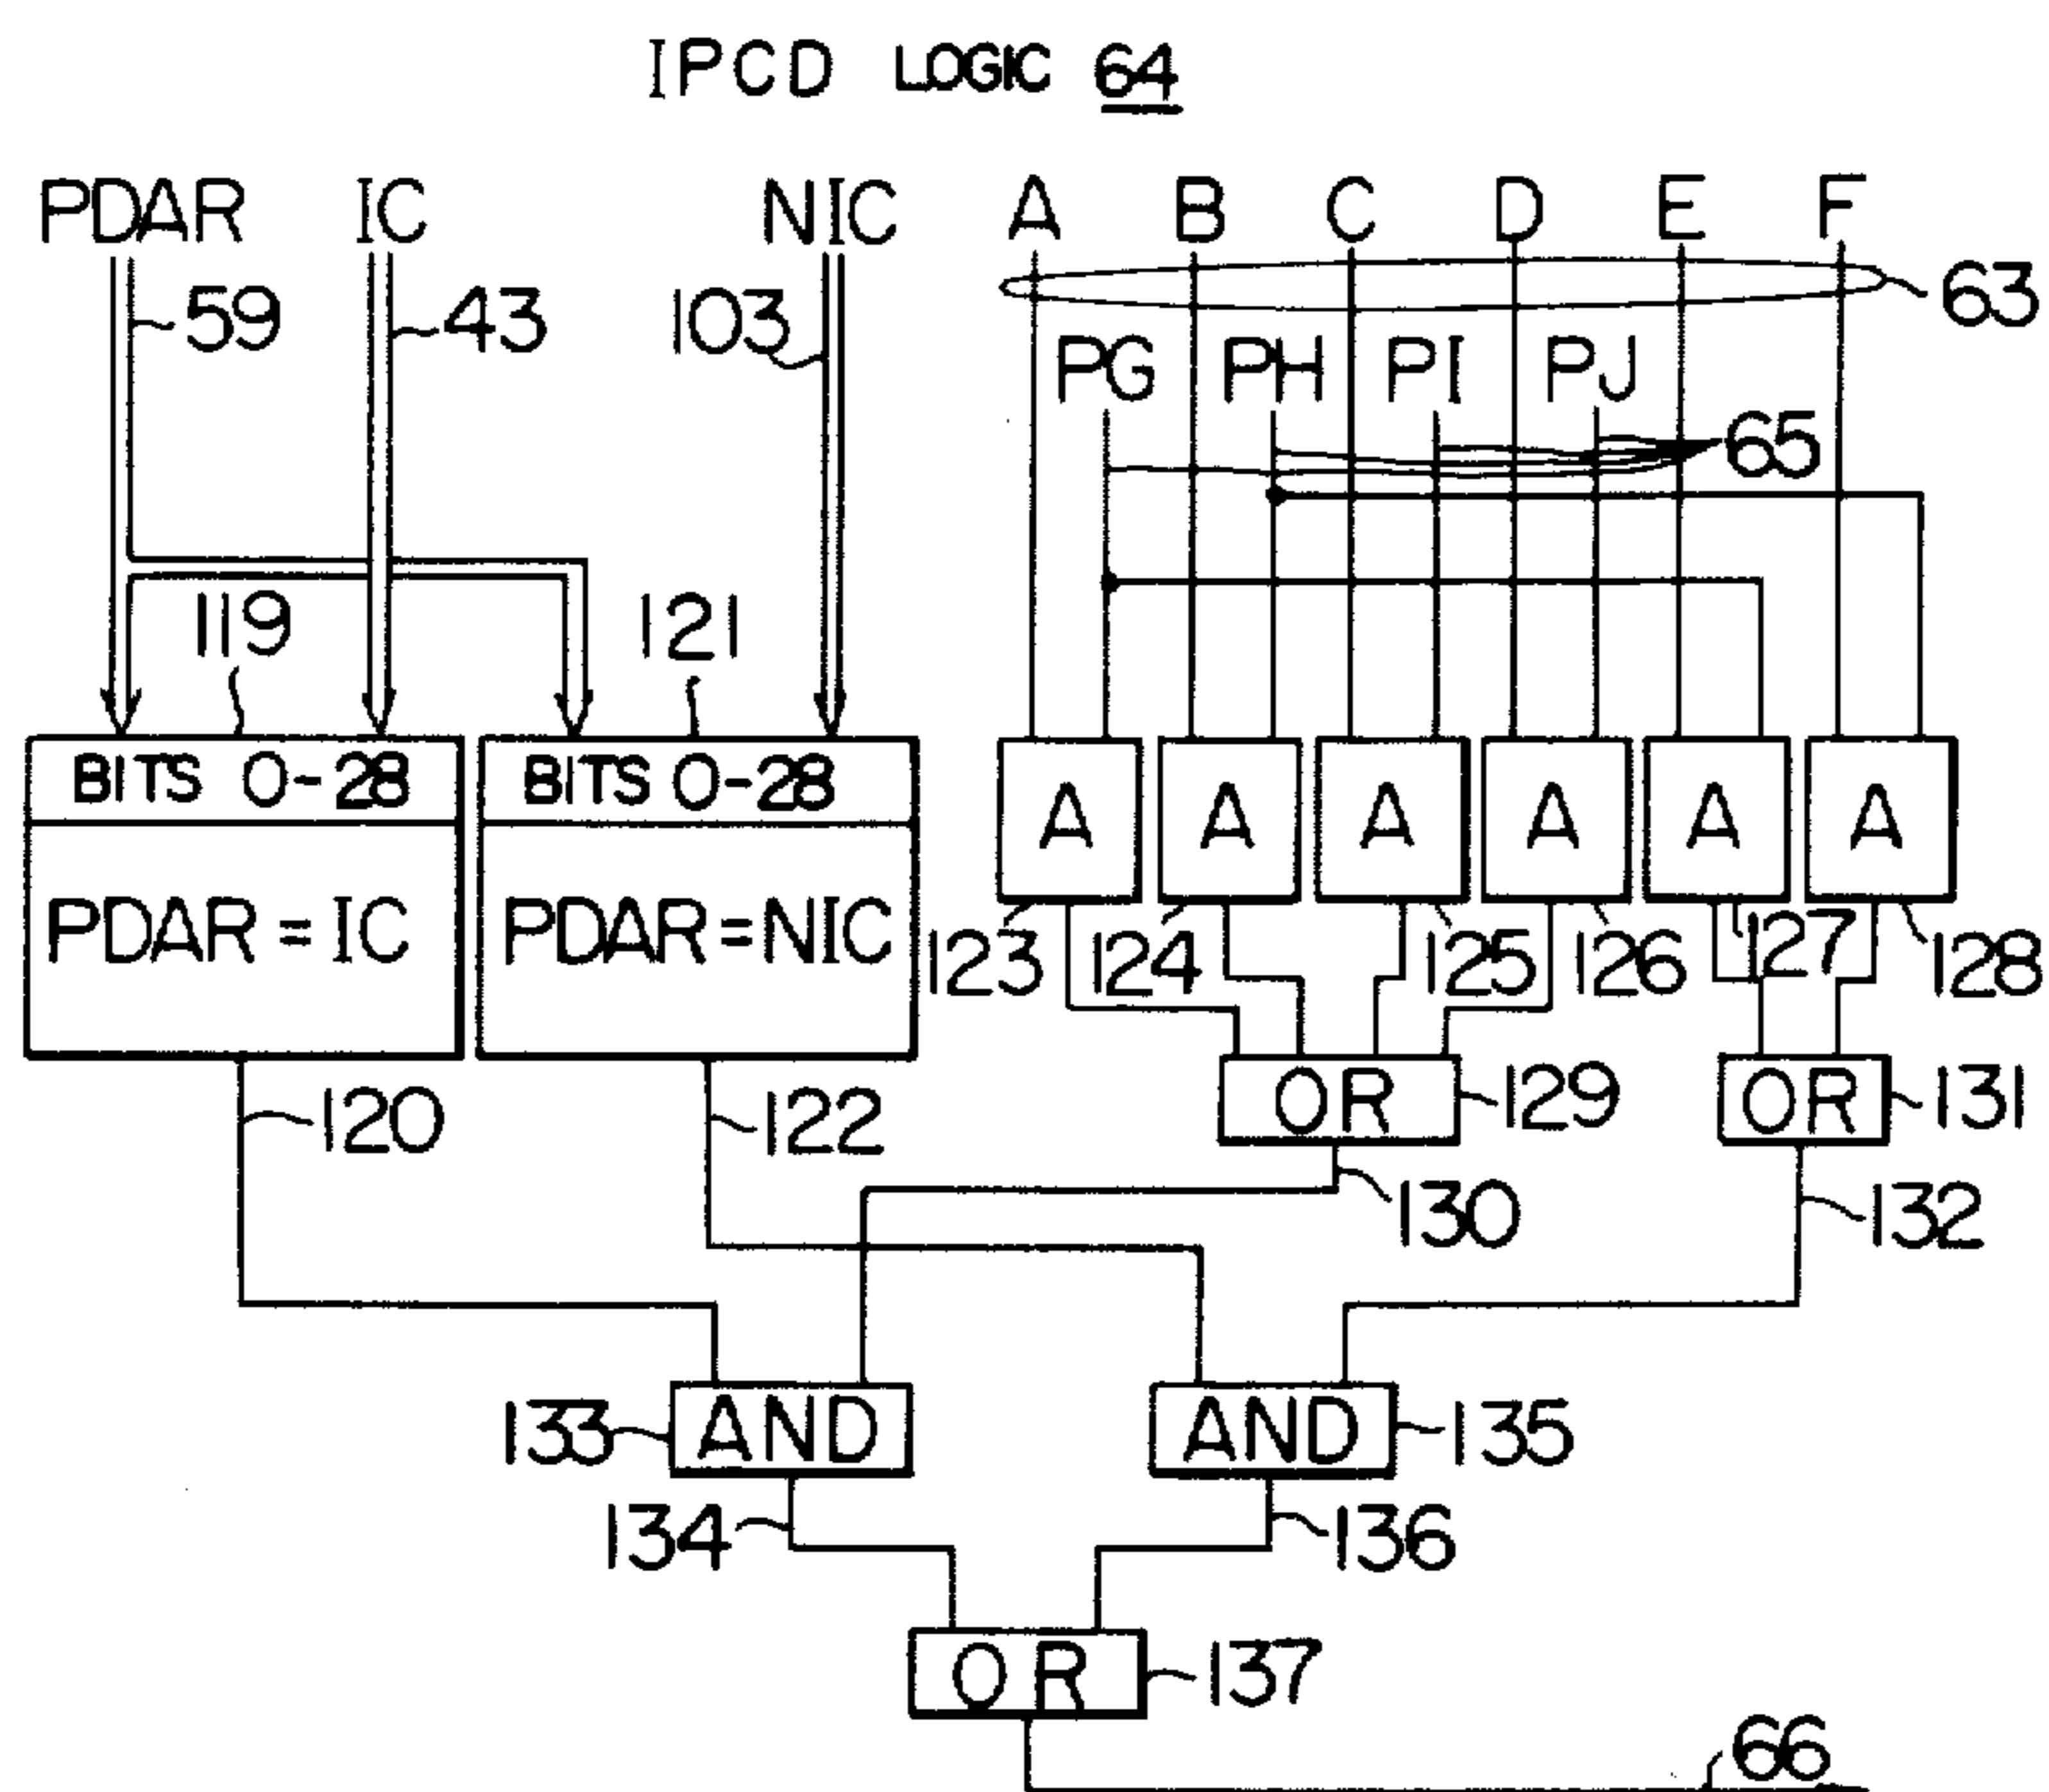 IPCD LOGIC 64
PDAR IC NIC A B C D E F
59 43 103 63
PG PH PI PJ
65
119 121
BITS 0-28 BITS 0-28
A A A A A A
PDAR = IC PDAR = NIC
123 124 125 126 127 128
OR 129 OR 131
120 122
130 132
133 AND AND 135
134 136
OR 137
66